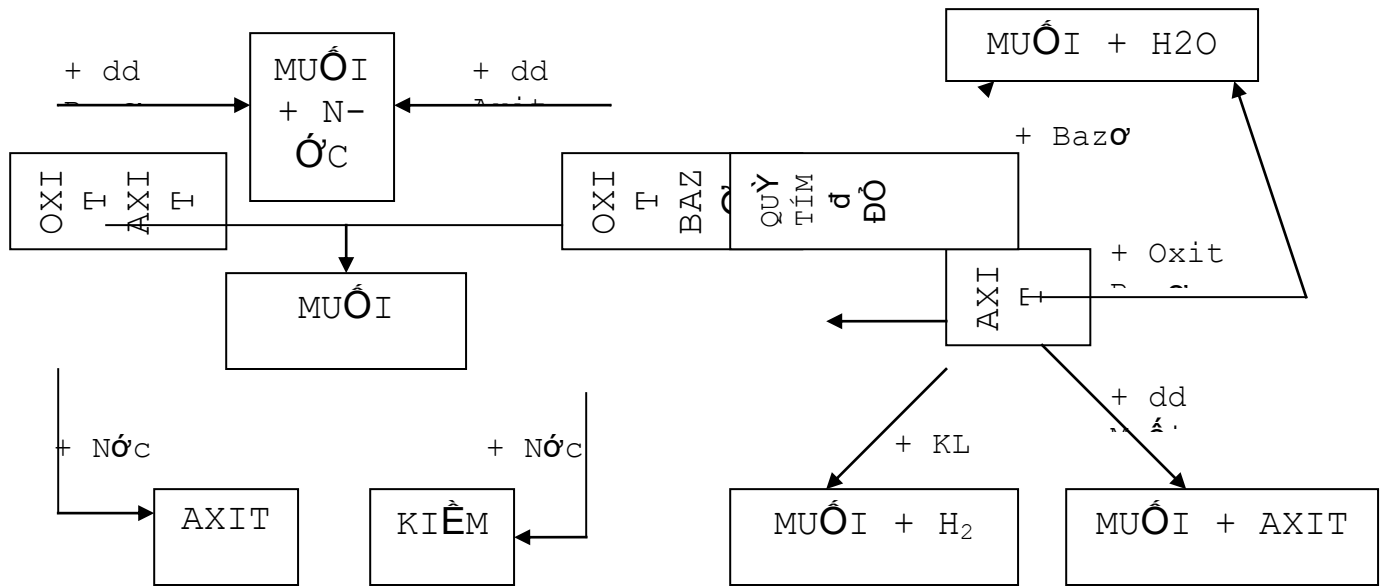 + dd
MUỐI
+ N-
ỚC
+ dd
MUỐI + H2O
+ Bazơ
OXI
T
AXI
T
OXI
T
BAZ
QUỲ
TÍM
đ
ĐỎ
+ Oxit
AXI
MUỐI
+ dd
+ Nớc
+ Nớc
+ KL
AXIT
KIỀM
MUỐI + H2
MUỐI + AXIT